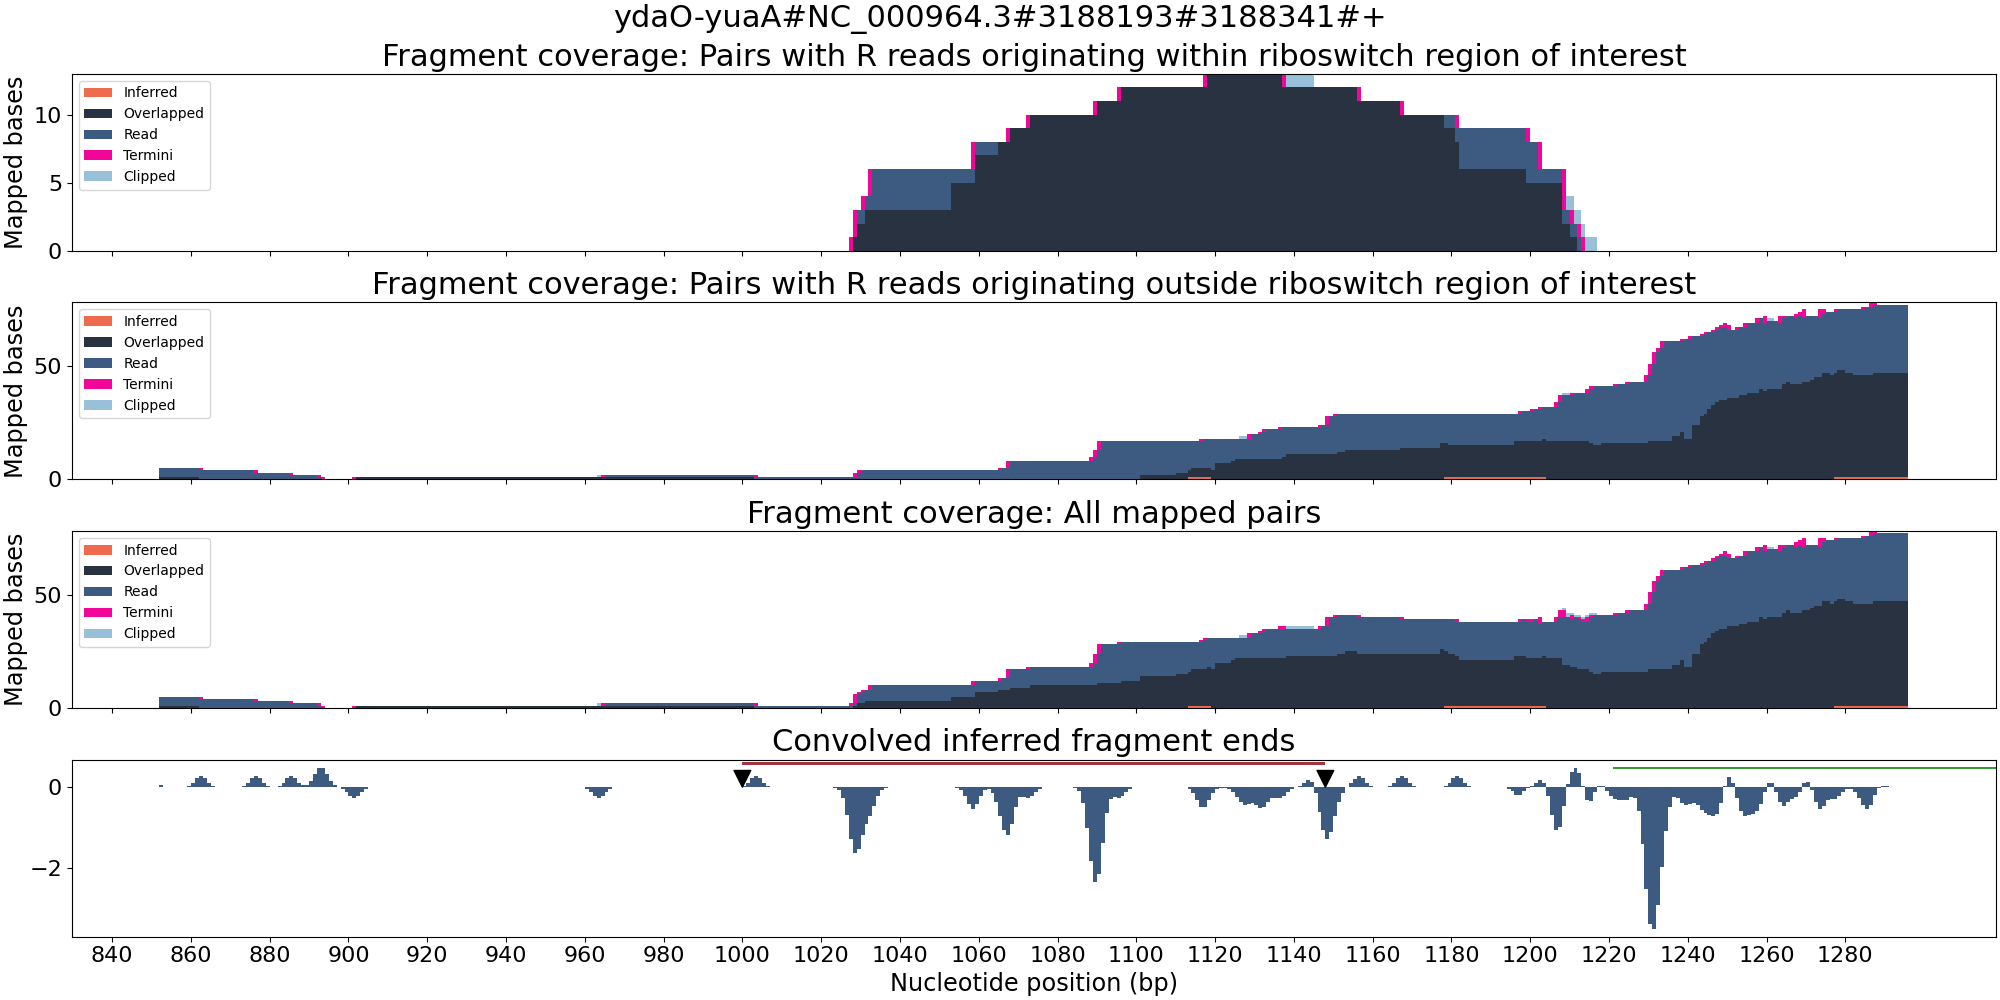 ydaO-yuaA#NC_000964.3#3188193#3188341#+
Fragment coverage: Pairs with R reads originating within riboswitch region of interest
Mapped bases
10
5
0
Inferred
Overlapped
Read
Termini
Clipped
Fragment coverage: Pairs with R reads originating outside riboswitch region of interest
Mapped bases
50
0
Inferred
Overlapped
Read
Termini
Clipped
Fragment coverage: All mapped pairs
Mapped bases
50
0
Inferred
Overlapped
Read
Termini
Clipped
Convolved inferred fragment ends
0
−2
840 860 880 900 920 940 960 980 1000 1020 1040 1060 1080 1100 1120 1140 1160 1180 1200 1220 1240 1260 1280
Nucleotide position (bp)